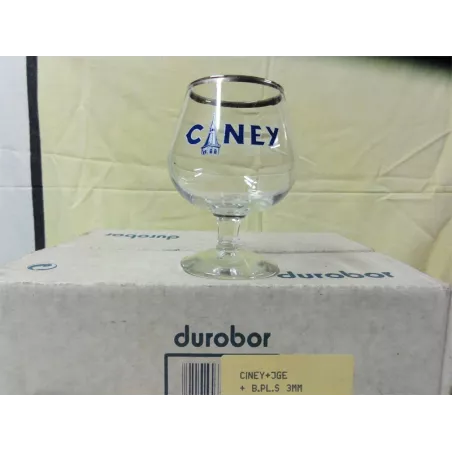 CINEY
durobor
durobor
durobor
CINEY+JGE
+ B.PL.S 3MM